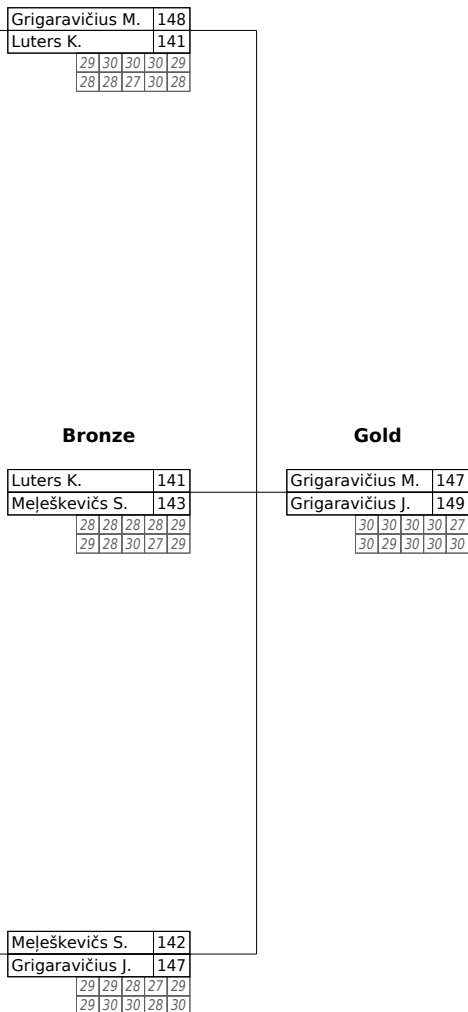 Grigaravičius M. 148
Luters K. 141
29 30 30 30 29
28 28 27 30 28
Bronze
Luters K. 141
Meļeškevičs S. 143
28 28 28 28 29
29 28 30 27 29
Gold
Grigaravičius M. 147
Grigaravičius J. 149
30 30 30 30 27
30 29 30 30 30
Meļeškevičs S. 142
Grigaravičius J. 147
29 29 28 27 29
29 30 30 28 30